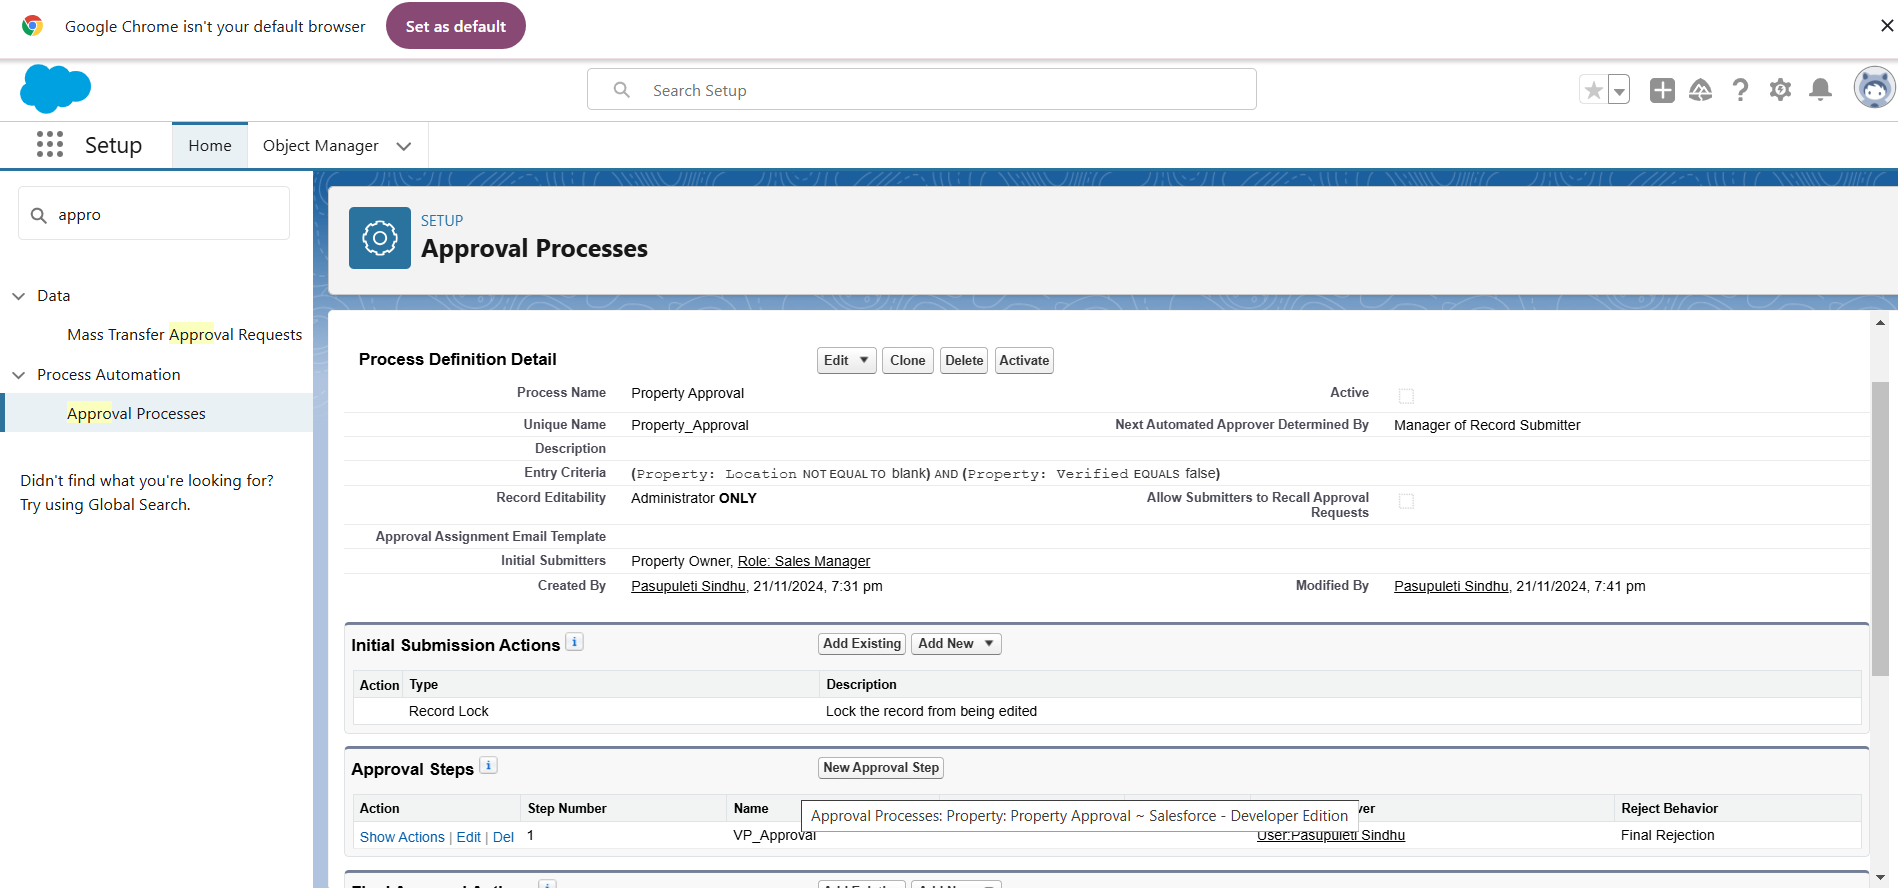 Google Chrome isn't your default browser Set as default
Search Setup
Setup Home Object Manager
appro
Data
Mass Transfer Approval Requests
Process Automation
Approval Processes
Didn't find what you're looking for?
Try using Global Search.
SETUP
Approval Processes
Process Definition Detail Edit Clone Delete Activate
Process Name Property Approval Active
Unique Name Property_Approval Next Automated Approver Determined By Manager of Record Submitter
Description
Entry Criteria (Property: Location NOT EQUAL TO blank) AND (Property: Verified EQUALS false)
Record Editability Administrator ONLY Allow Submitters to Recall Approval Requests
Approval Assignment Email Template
Initial Submitters Property Owner, Role: Sales Manager
Created By Pasupuleti Sindhu, 21/11/2024, 7:31 pm Modified By Pasupuleti Sindhu, 21/11/2024, 7:41 pm
Initial Submission Actions i Add Existing Add New
Action Type Description
Record Lock Lock the record from being edited
Approval Steps i New Approval Step
Action Step Number Name Reject Behavior
Approval Processes: Property: Property Approval ~ Salesforce - Developer Edition
Show Actions | Edit | Del 1 VP_Approval User:Pasupuleti Sindhu Final Rejection